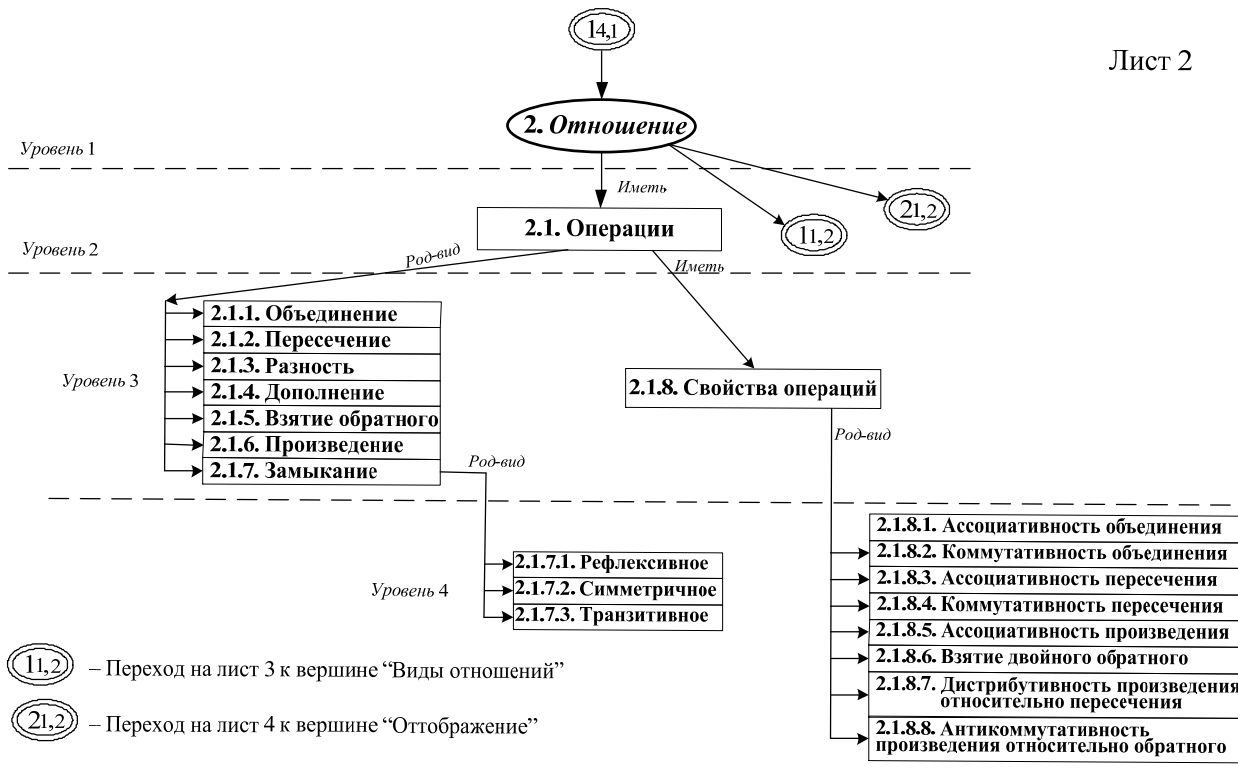 14,1
Лист 2
2. Отношение
Уровень 1
Иметь
21,2
11,2
2.1. Операции
Уровень 2
Род-вид
Иметь
2.1.1. Объединение
2.1.2. Пересечение
2.1.3. Разность
2.1.4. Дополнение
2.1.5. Взятие обратного
2.1.6. Произведение
2.1.7. Замыкание
Уровень 3
2.1.8. Свойства операций
Род-вид
Род-вид
2.1.8.1. Ассоциативность объединения
2.1.8.2. Коммутативность объединения
2.1.8.3. Ассоциативность пересечения
2.1.8.4. Коммутативность пересечения
2.1.8.5. Ассоциативность произведения
2.1.8.6. Взятие двойного обратного
2.1.8.7. Дистрибутивность произведения
относительно пересечения
2.1.8.8. Антикоммутативность
произведения относительно обратного
2.1.7.1. Рефлексивное
2.1.7.2. Симметричное
2.1.7.3. Транзитивное
Уровень 4
11,2 – Переход на лист 3 к вершине “Виды отношений”
21,2 – Переход на лист 4 к вершине “Оттображение”